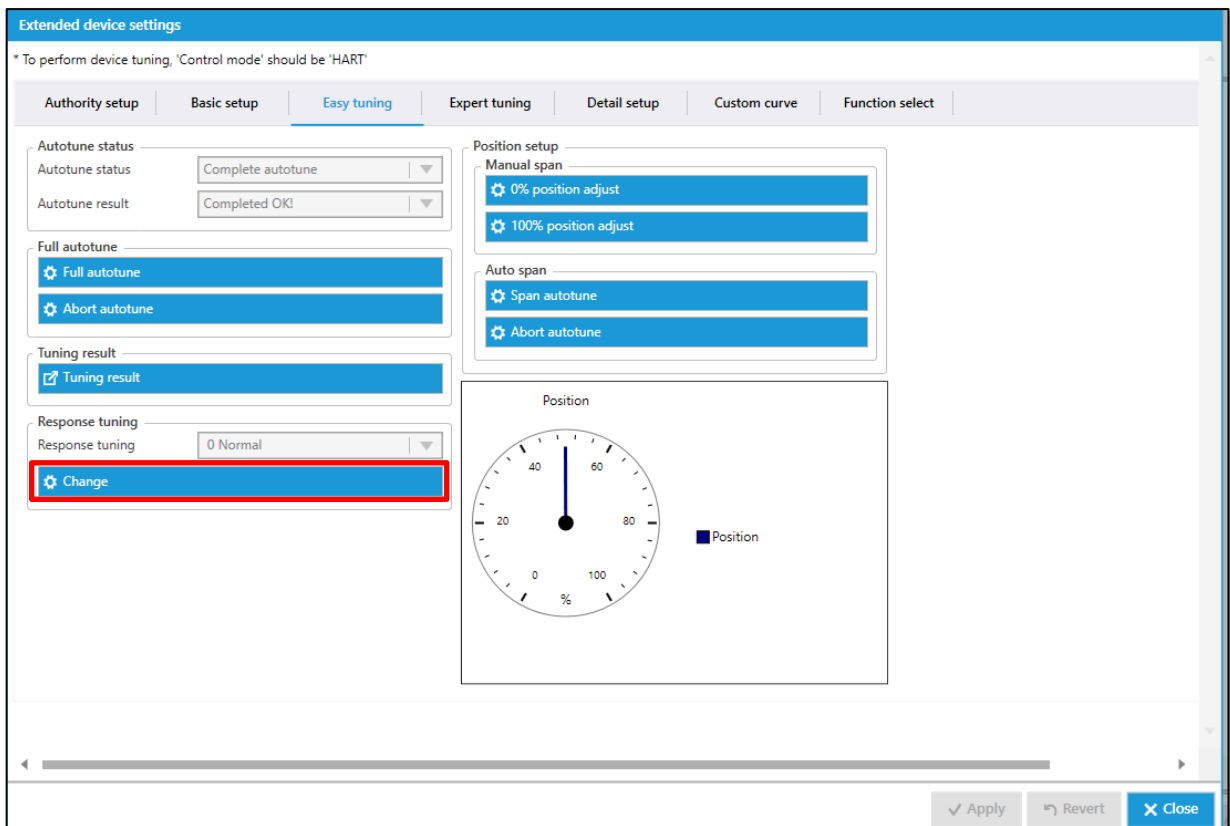 Extended device settings
* To perform device tuning, 'Control mode' should be 'HART'
Authority setup
Basic setup
Easy tuning
Expert tuning
Detail setup
Custom curve
Function select
Autotune status
Autotune status
Complete autotune
Autotune result
Completed OK!
Full autotune
Full autotune
Abort autotune
Tuning result
Tuning result
Response tuning
Response tuning
0 Normal
Change
Position setup
Manual span
0% position adjust
100% position adjust
Auto span
Span autotune
Abort autotune
Position
40
60
20
80
0
100
%
Position
Apply
Revert
Close